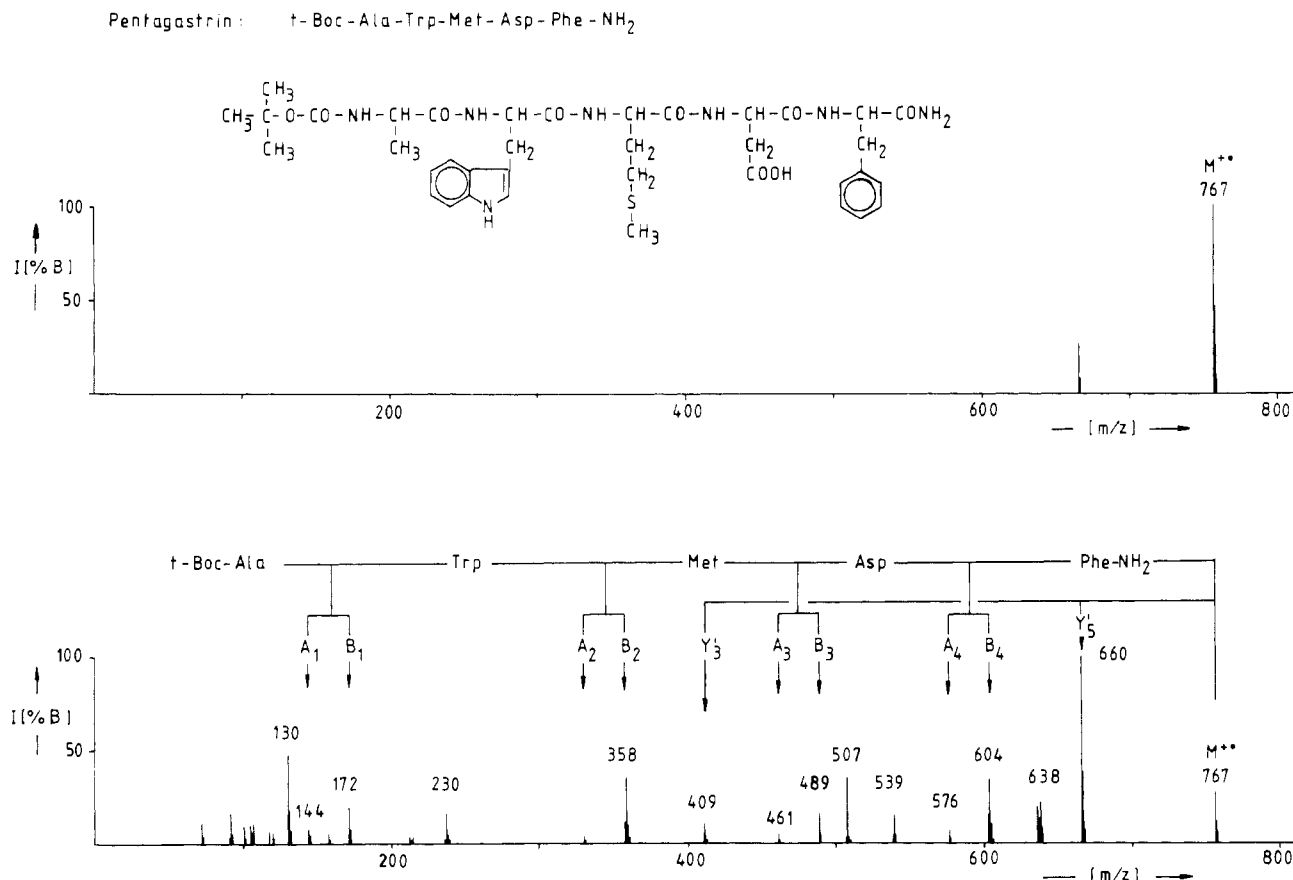 Pentagastrin: t-Boc-Ala-Trp-Met-Asp-Phe-NH2
CH3
CH3-C-O-CO-NH-CH-CO-NH-CH-CO-NH-CH-CO-NH-CH-CO-NH-CH-CONH2
CH3 CH3 CH2 CH2 CH2 CH2
CH2 COOH
N S
H CH3
M+•
767
100
I[%B]
50
200 400 600 800
[m/z]
t-Boc-Ala Trp Met Asp Phe-NH2
A1 B1 A2 B2 Y'3 A3 B3 A4 B4 Y'5
100
660
I[%B]
50
130 144 172 230 358 409 461 489 507 539 576 604 638
M+•
767
200 400 600 800
[m/z]